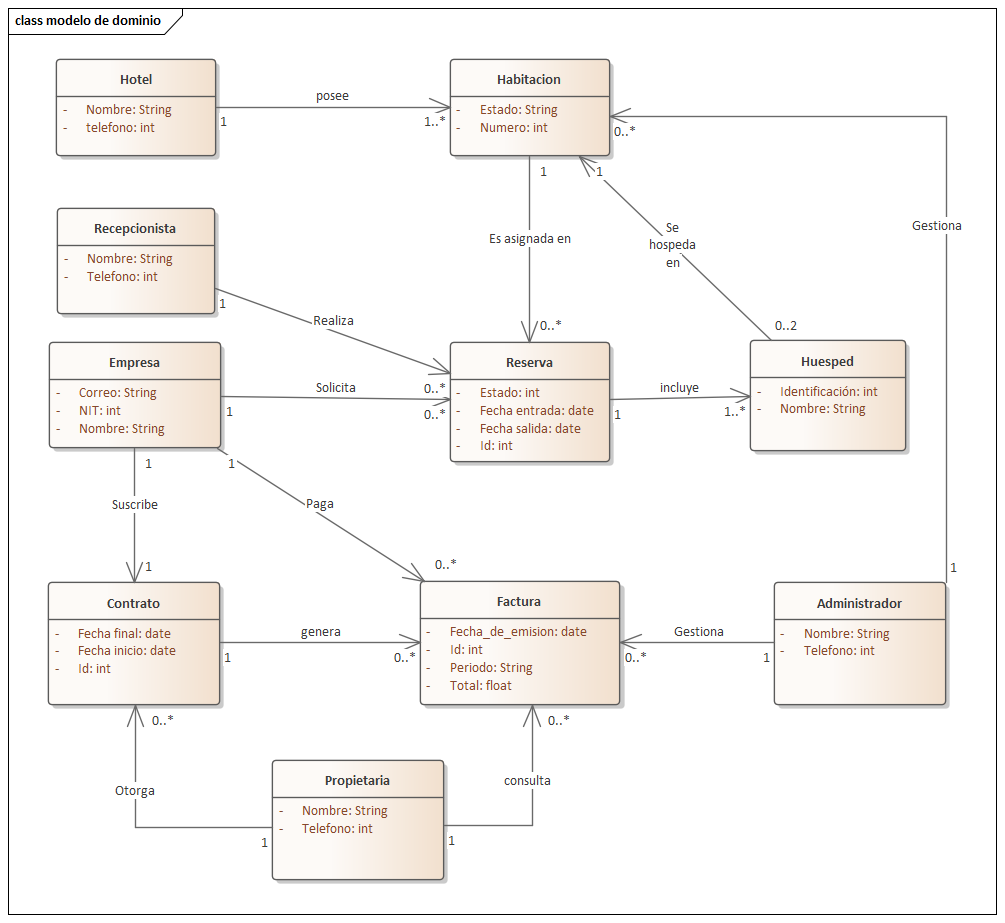 class modelo de dominio
Hotel
- Nombre: String
- telefono: int
posee
1
1..*
Habitacion
- Estado: String
- Numero: int
0..*
1
1
Gestiona
Se
hospeda
en
Es asignada en
Recepcionista
- Nombre: String
- Telefono: int
1
Realiza
0..*
0..2
Empresa
- Correo: String
- NIT: int
- Nombre: String
Solicita
1
0..*
0..*
Reserva
- Estado: int
- Fecha entrada: date
- Fecha salida: date
- Id: int
incluye
1
1..*
Huesped
- Identificación: int
- Nombre: String
1
1
Suscribe
Paga
1
0..*
1
Contrato
- Fecha final: date
- Fecha inicio: date
- Id: int
genera
1
0..*
Factura
- Fecha_de_emision: date
- Id: int
- Periodo: String
- Total: float
Gestiona
0..*
1
Administrador
- Nombre: String
- Telefono: int
0..*
0..*
Otorga
consulta
Propietaria
- Nombre: String
- Telefono: int
1
1